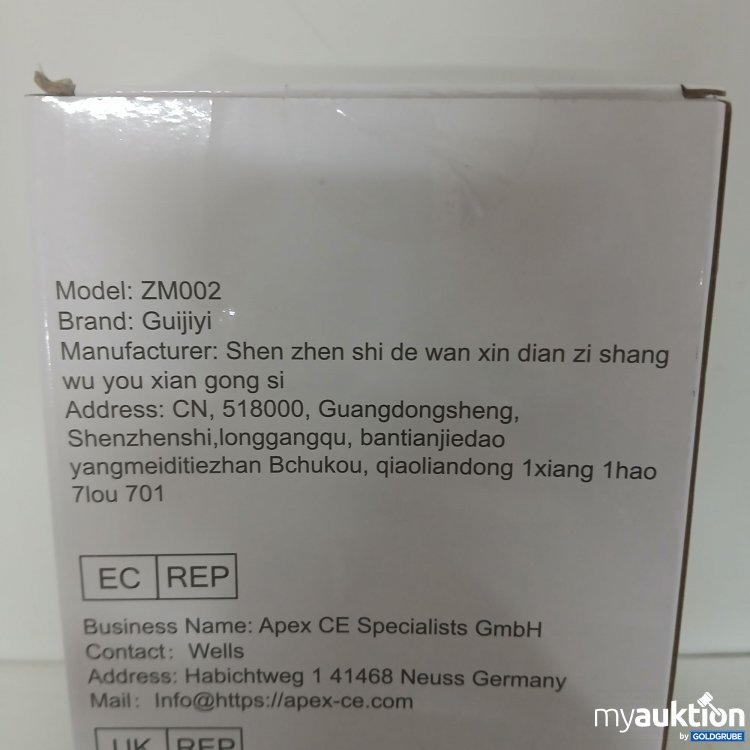 Model: ZM002
Brand: Guijiyi
Manufacturer: Shen zhen shi de wan xin dian zi shang
wu you xian gong si
Address: CN, 518000, Guangdongsheng,
Shenzhenshi,longgangqu, bantianjiedao
yangmeiditiezhan Bchukou, qiaoliandong 1xiang 1hao
7lou 701
EC REP
Business Name: Apex CE Specialists GmbH
Contact: Wells
Address: Habichtweg 1 41468 Neuss Germany
Mail: Info@https://apex-ce.com
UK REP
myauktion
by GOLDGRUBE